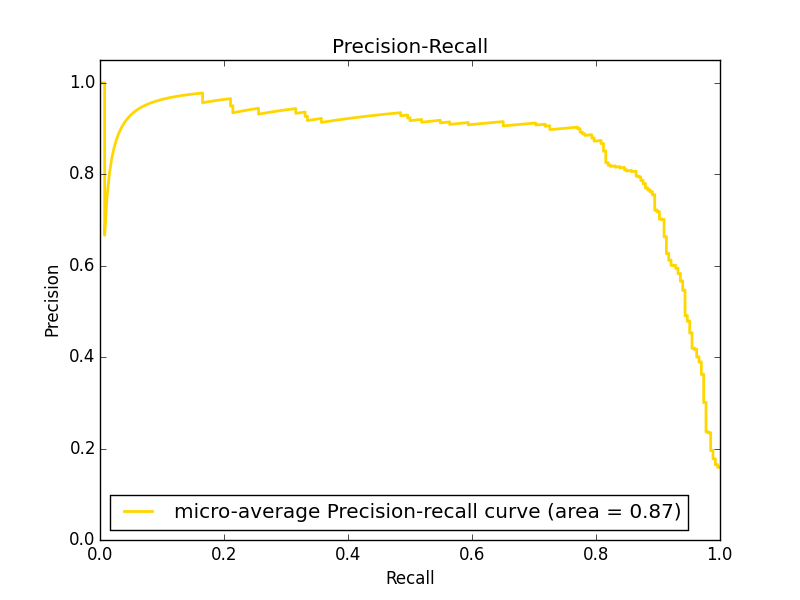 Precision-Recall
1.0
0.8
0.6
0.4
0.2
0.0
Precision
micro-average Precision-recall curve (area = 0.87)
0.0 0.2 0.4 0.6 0.8 1.0
Recall